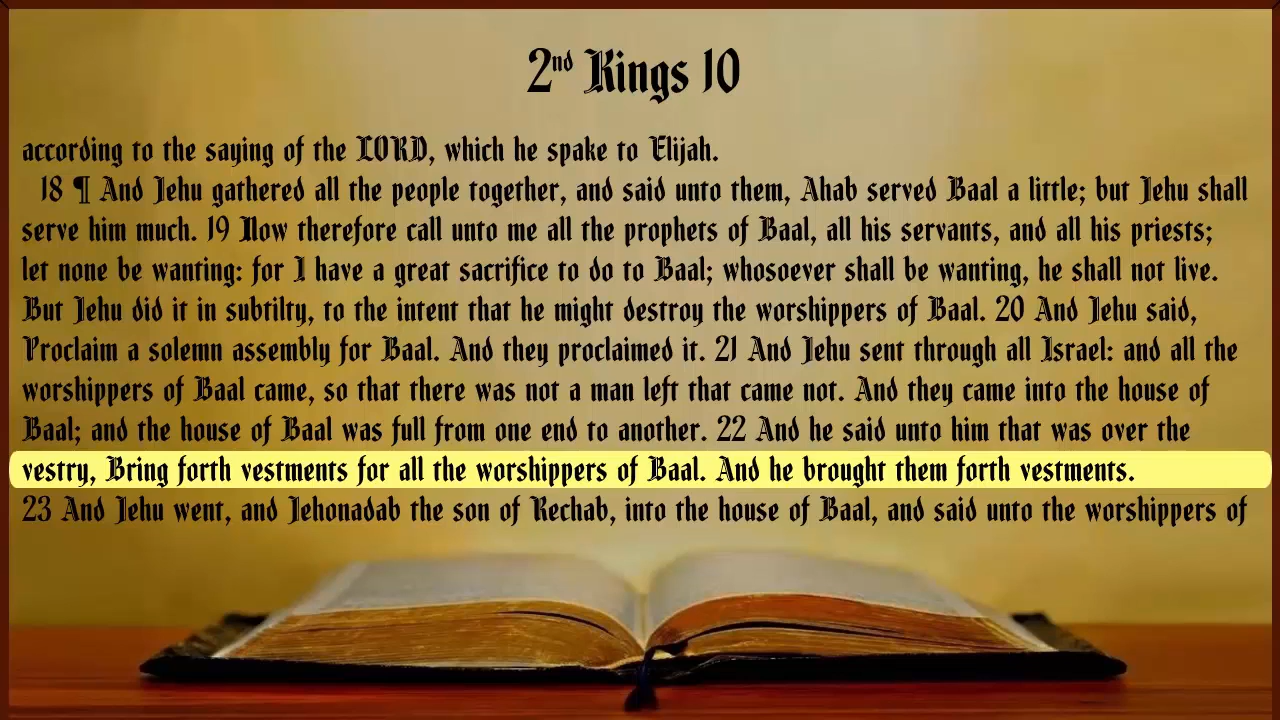 2nd Kings 10
according to the saying of the LORD, which he spake to Elijah.
18 ¶ And Jehu gathered all the people together, and said unto them, Ahab served Baal a little; but Jehu shall
serve him much. 19 Now therefore call unto me all the prophets of Baal, all his servants, and all his priests;
let none be wanting: for I have a great sacrifice to do to Baal; whosoever shall be wanting, he shall not live.
But Jehu did it in subtilty, to the intent that he might destroy the worshippers of Baal. 20 And Jehu said,
Proclaim a solemn assembly for Baal. And they proclaimed it. 21 And Jehu sent through all Israel: and all the
worshippers of Baal came, so that there was not a man left that came not. And they came into the house of
Baal; and the house of Baal was full from one end to another. 22 And he said unto him that was over the
vestry, Bring forth vestments for all the worshippers of Baal. And he brought them forth vestments.
23 And Jehu went, and Jehonadab the son of Rechab, into the house of Baal, and said unto the worshippers of